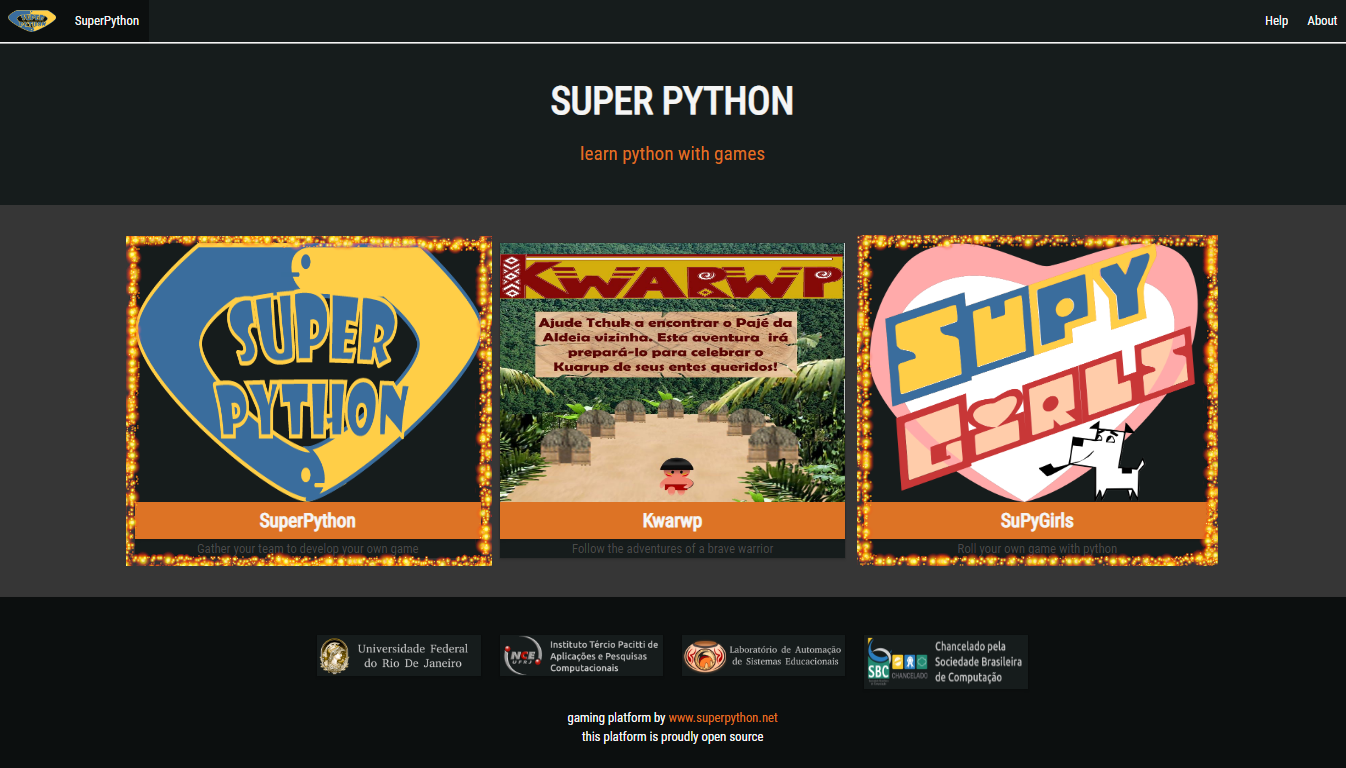 SUPER PYTHON
SuperPython
Help
About
SUPER PYTHON
learn python with games
SUPER
PYTHON
SuperPython
Gather your team to develop your own game
KWARWP
Ajude Tchuk a encontrar o Pajé da
Aldeia vizinha. Esta aventura irá
prepará-lo para celebrar o
Kuarup de seus entes queridos!
Kwarwp
Follow the adventures of a brave warrior
SUPY
GIRLS
SuPyGirls
Roll your own game with python
Universidade Federal
do Rio De Janeiro
NCE
UFRJ
Instituto Tércio Pacitti de
Aplicações e Pesquisas
Computacionais
Laboratório de Automação
de Sistemas Educacionais
SBC
CHANCELADO
Chancelado pela
Sociedade Brasileira
de Computação
gaming platform by www.superpython.net
this platform is proudly open source